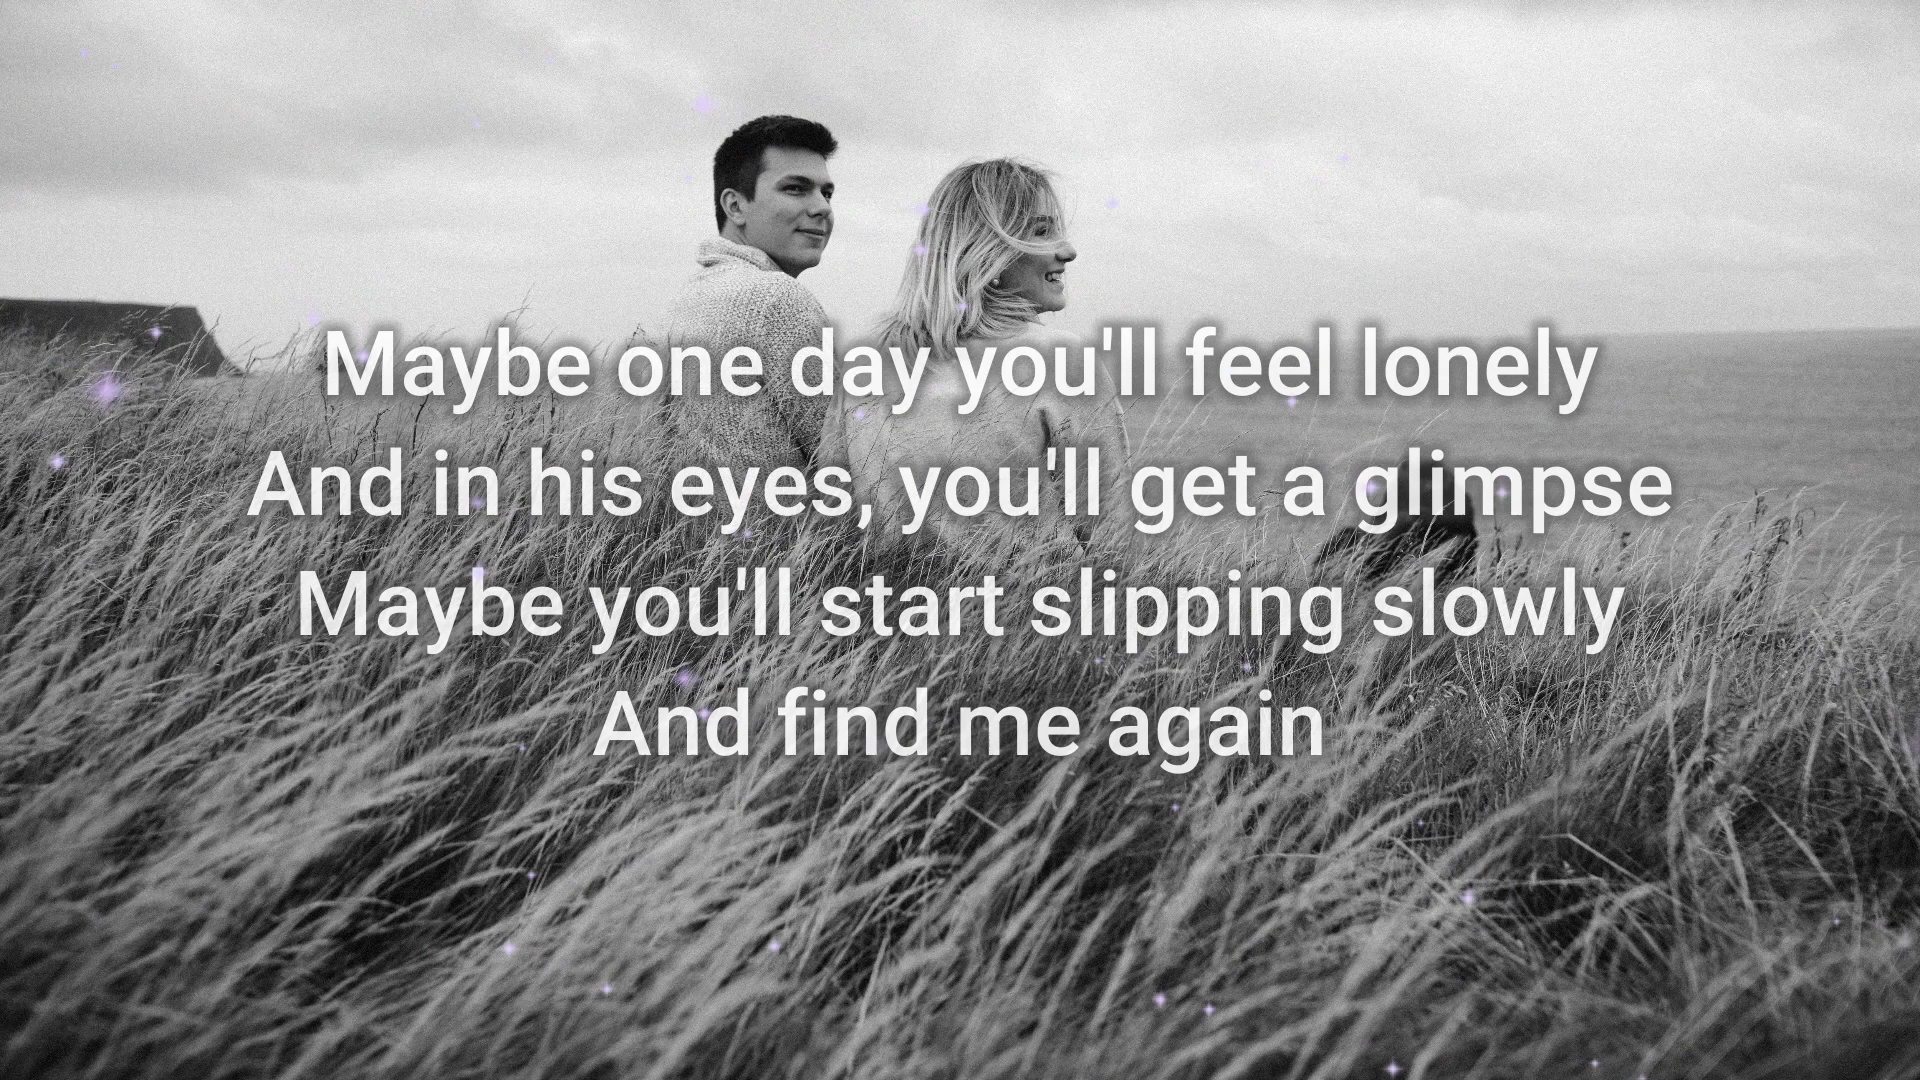 Maybe one day you'll feel lonely
And in his eyes, you'll get a glimpse
Maybe you'll start slipping slowly
And find me again